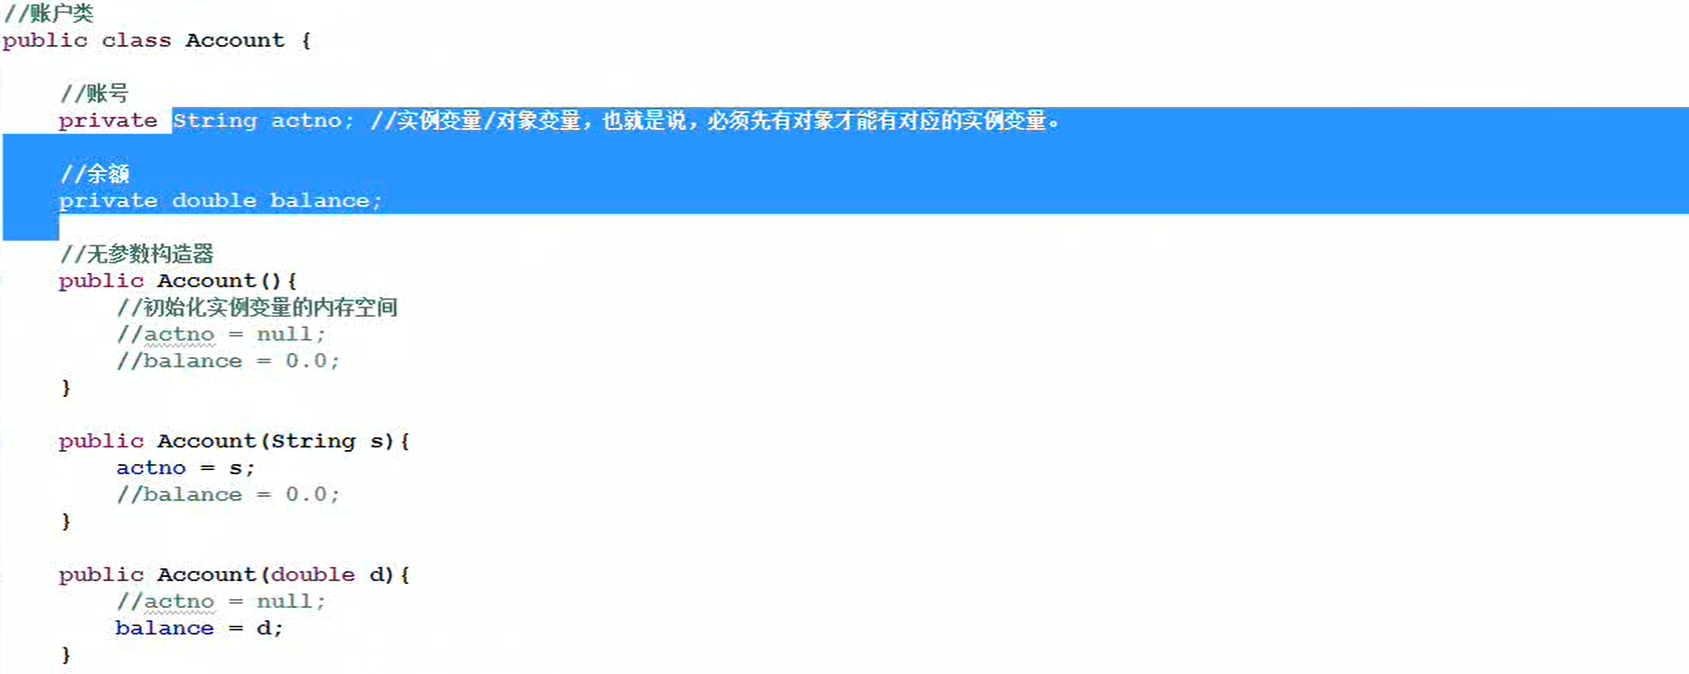 //账户类
public class Account {
//账号
private String actno; //实例变量/对象变量，也就是说，必须先有对象才能有对应的实例变量。
//余额
private double balance;
//无参数构造器
public Account(){
//初始化实例变量的内存空间
//actno = null;
//balance = 0.0;
}
public Account(String s){
actno = s;
//balance = 0.0;
}
public Account(double d){
//actno = null;
balance = d;
}